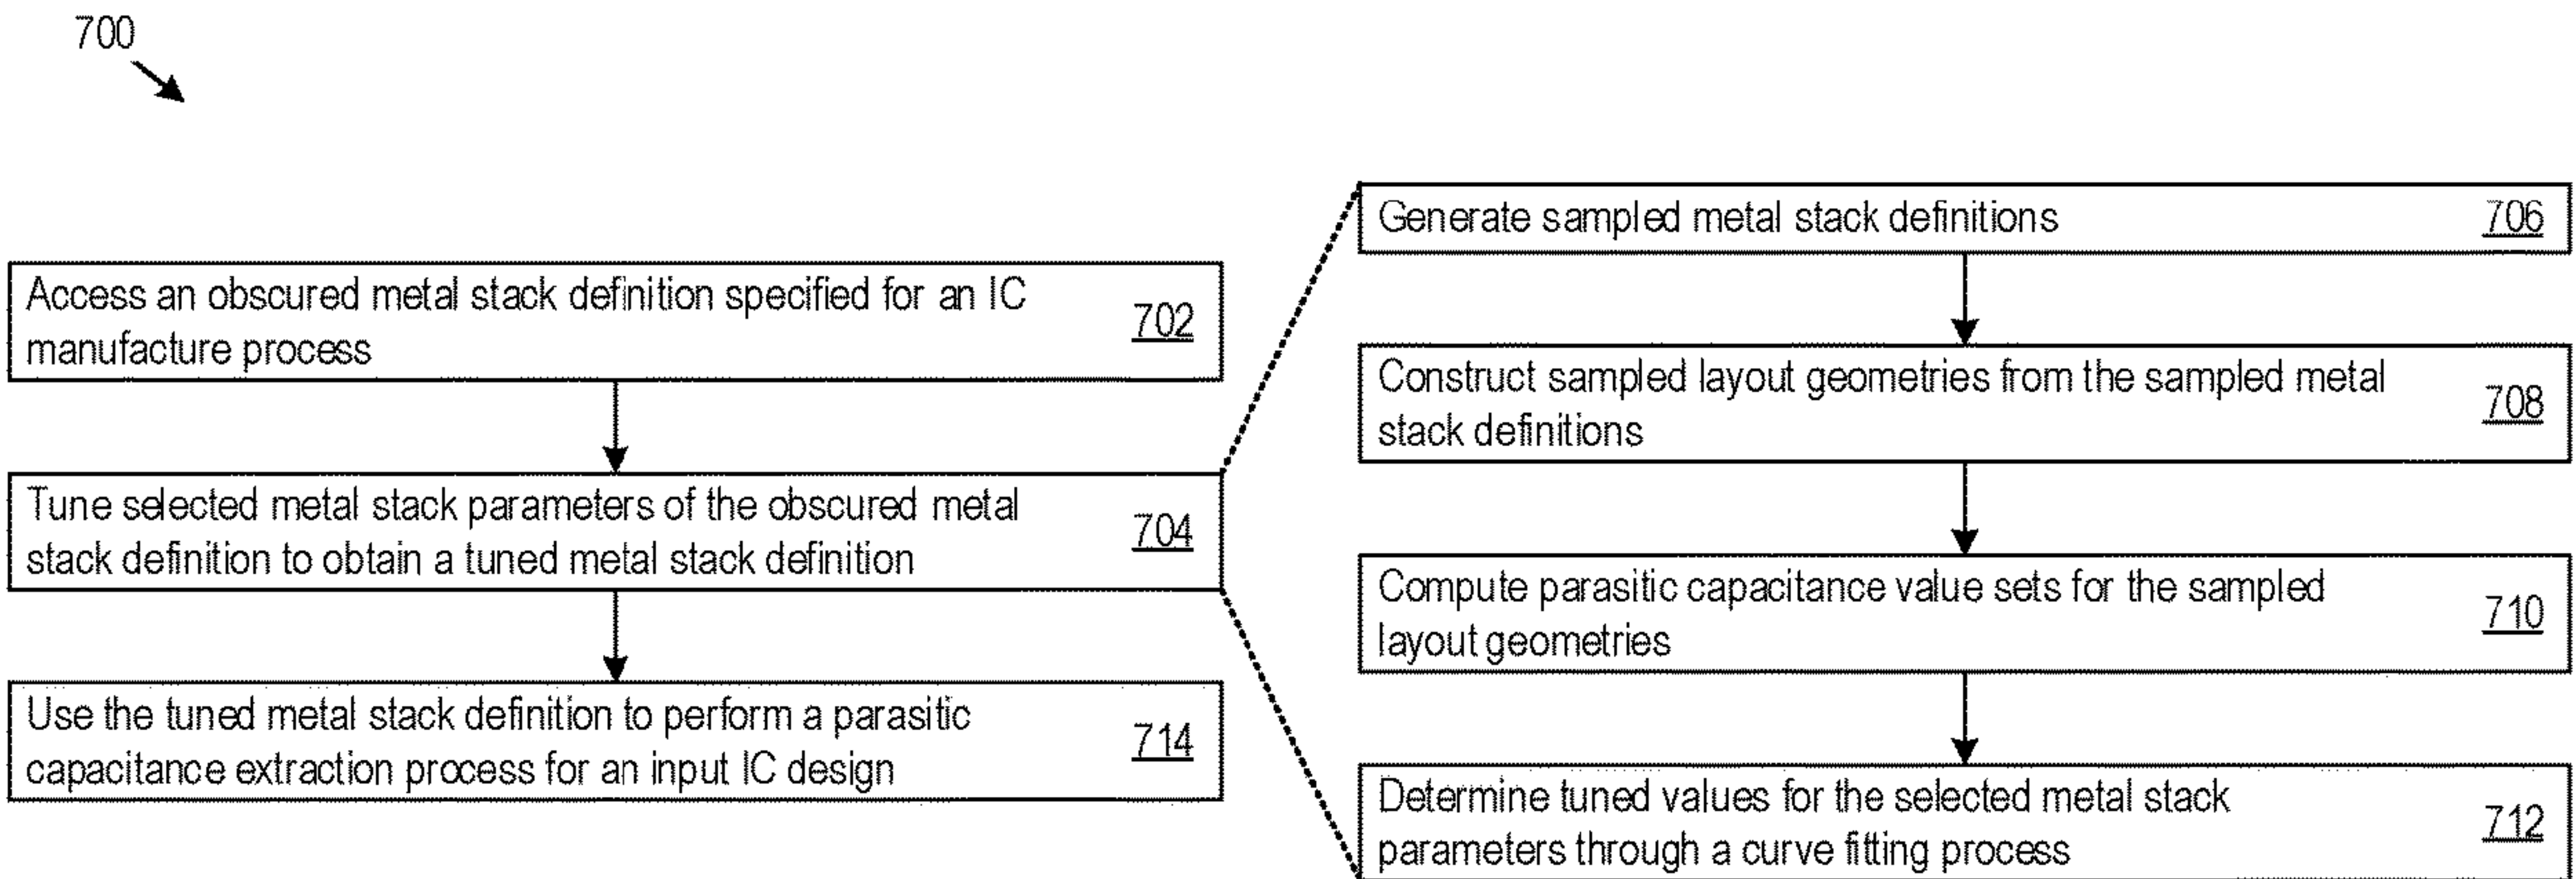 700
Access an obscured metal stack definition specified for an IC
manufacture process
702
Tune selected metal stack parameters of the obscured metal
stack definition to obtain a tuned metal stack definition
704
Use the tuned metal stack definition to perform a parasitic
capacitance extraction process for an input IC design
714
Generate sampled metal stack definitions
706
Construct sampled layout geometries from the sampled metal
stack definitions
708
Compute parasitic capacitance value sets for the sampled
layout geometries
710
Determine tuned values for the selected metal stack
parameters through a curve fitting process
712